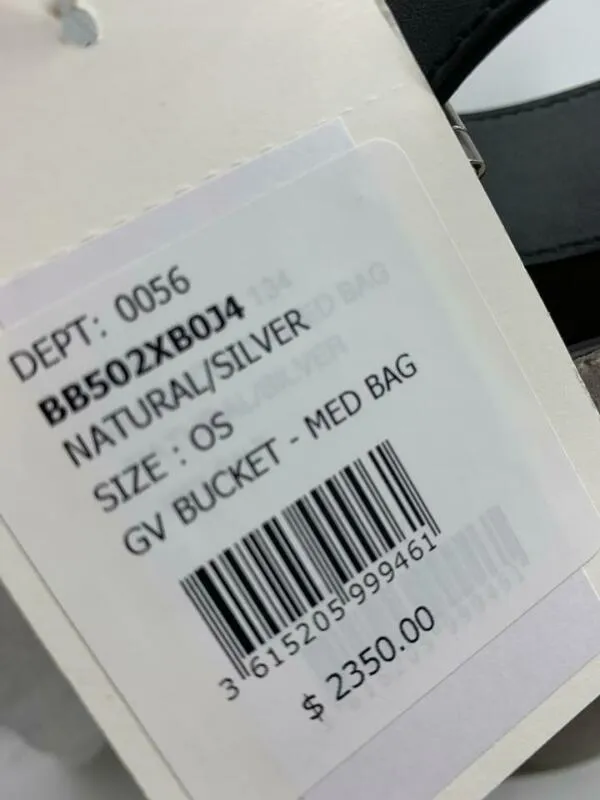 DEPT: 0056
BB502XB0J4
NATURAL/SILVER
SIZE : OS
GV BUCKET - MED BAG
3 615205 999461
$ 2350.00